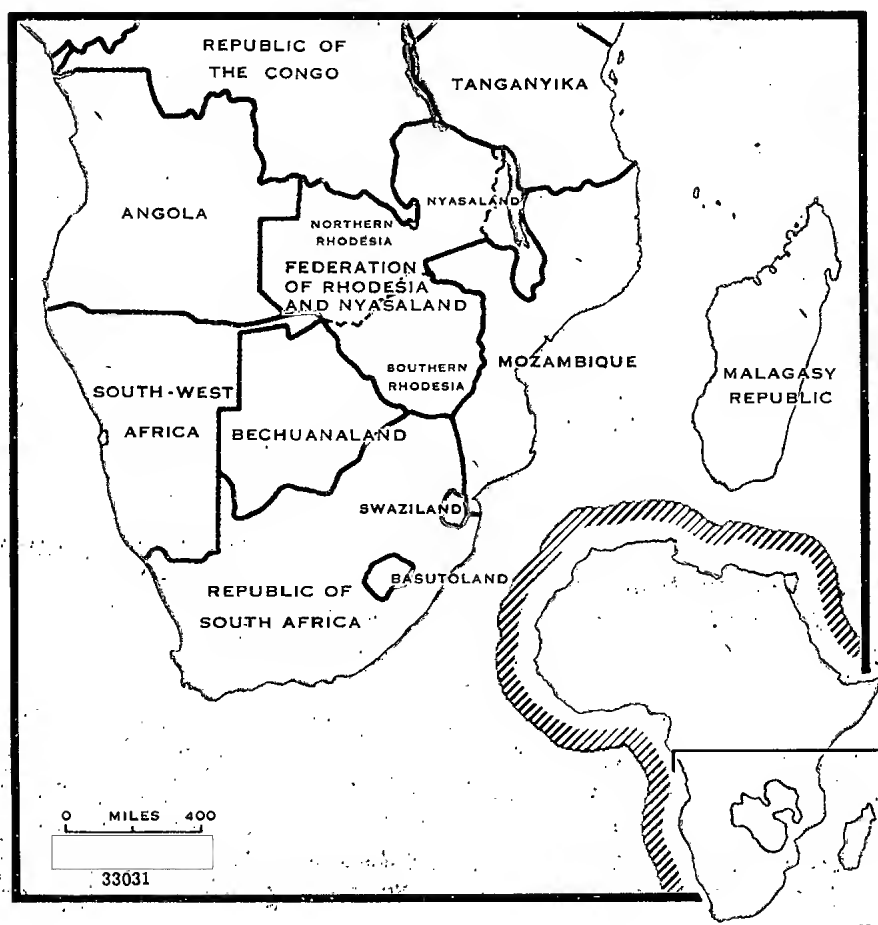 REPUBLIC OF
THE CONGO
TANGANYIKA
ANGOLA
NYASALAND
NORTHERN
RHODESIA
FEDERATION
OF RHODESIA
AND NYASALAND
SOUTHERN
RHODESIA
MOZAMBIQUE
MALAGASY
REPUBLIC
SOUTH-WEST
AFRICA
BECHUANALAND
SWAZILAND
BASUTOLAND
REPUBLIC OF
SOUTH AFRICA
0 MILES 400
33031